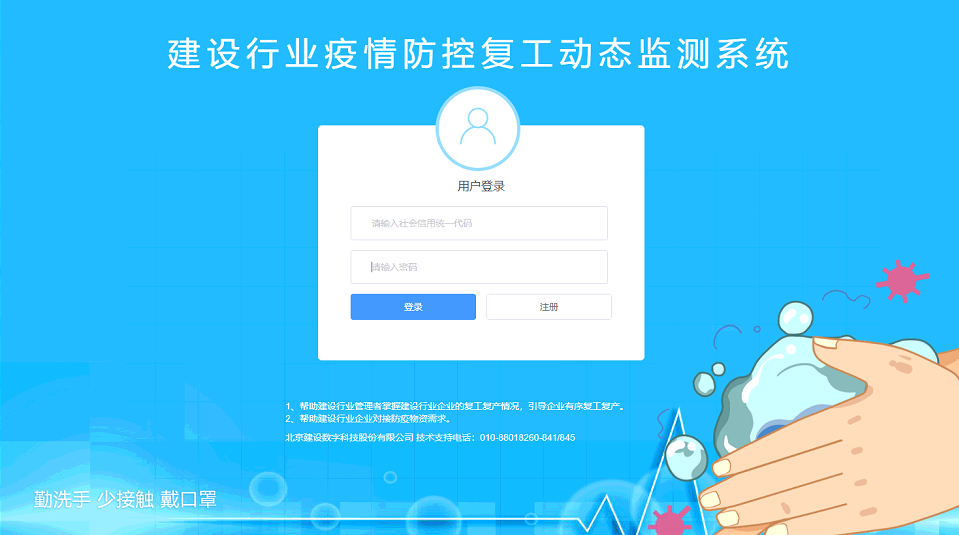 建设行业疫情防控复工动态监测系统
用户登录
请输入社会信用统一代码
请输入密码
登录 注册
1、帮助建设行业管理者掌握建设行业企业的复工复产情况，引导企业有序复工复产。
2、帮助建设行业企业对接防疫物资需求。
北京建设数字科技股份有限公司 技术支持电话：010-88018260-841/845
勤洗手 少接触 戴口罩